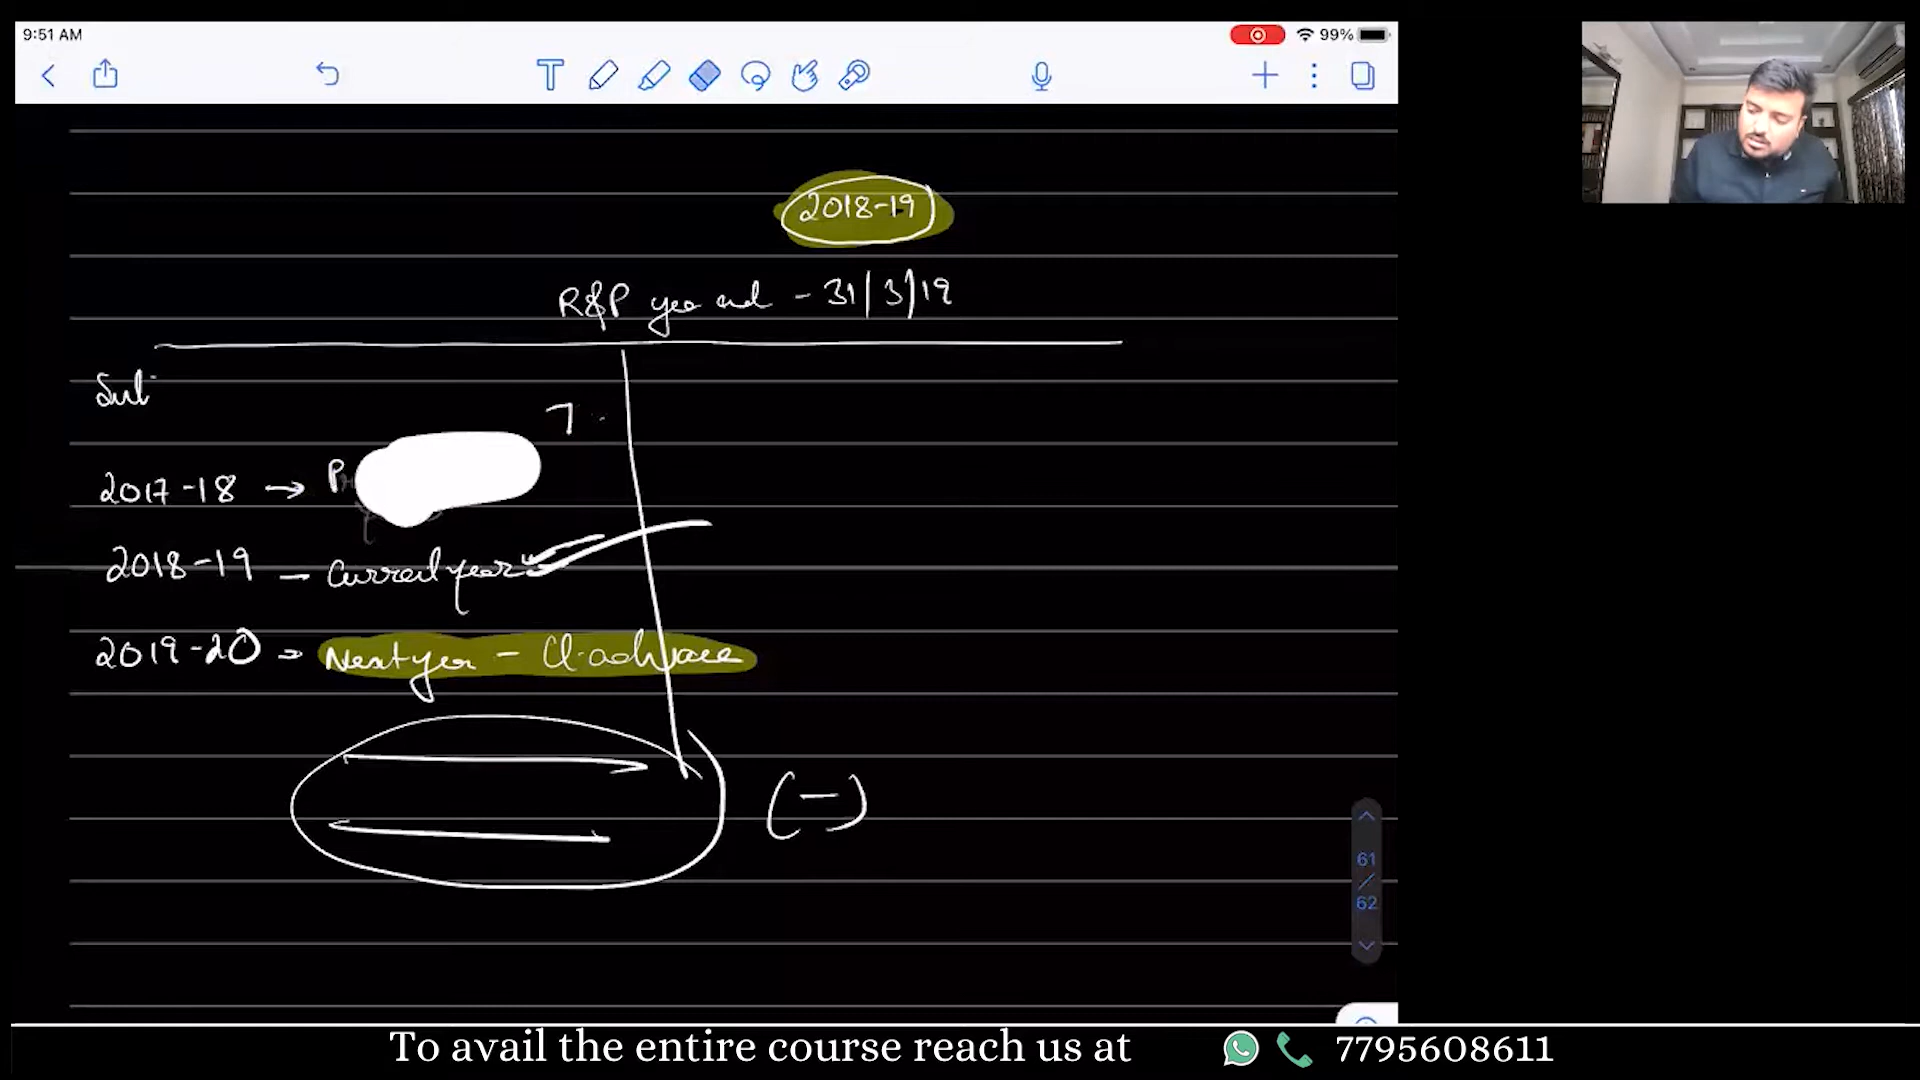 9:51 AM
99%
T
2018-19
R&P year end - 31/3/19
Sub
7
2017-18 → P
2018-19 - Current year
2019-20 = Next year - Cl. advance
(-)
61
/
62
To avail the entire course reach us at 7795608611